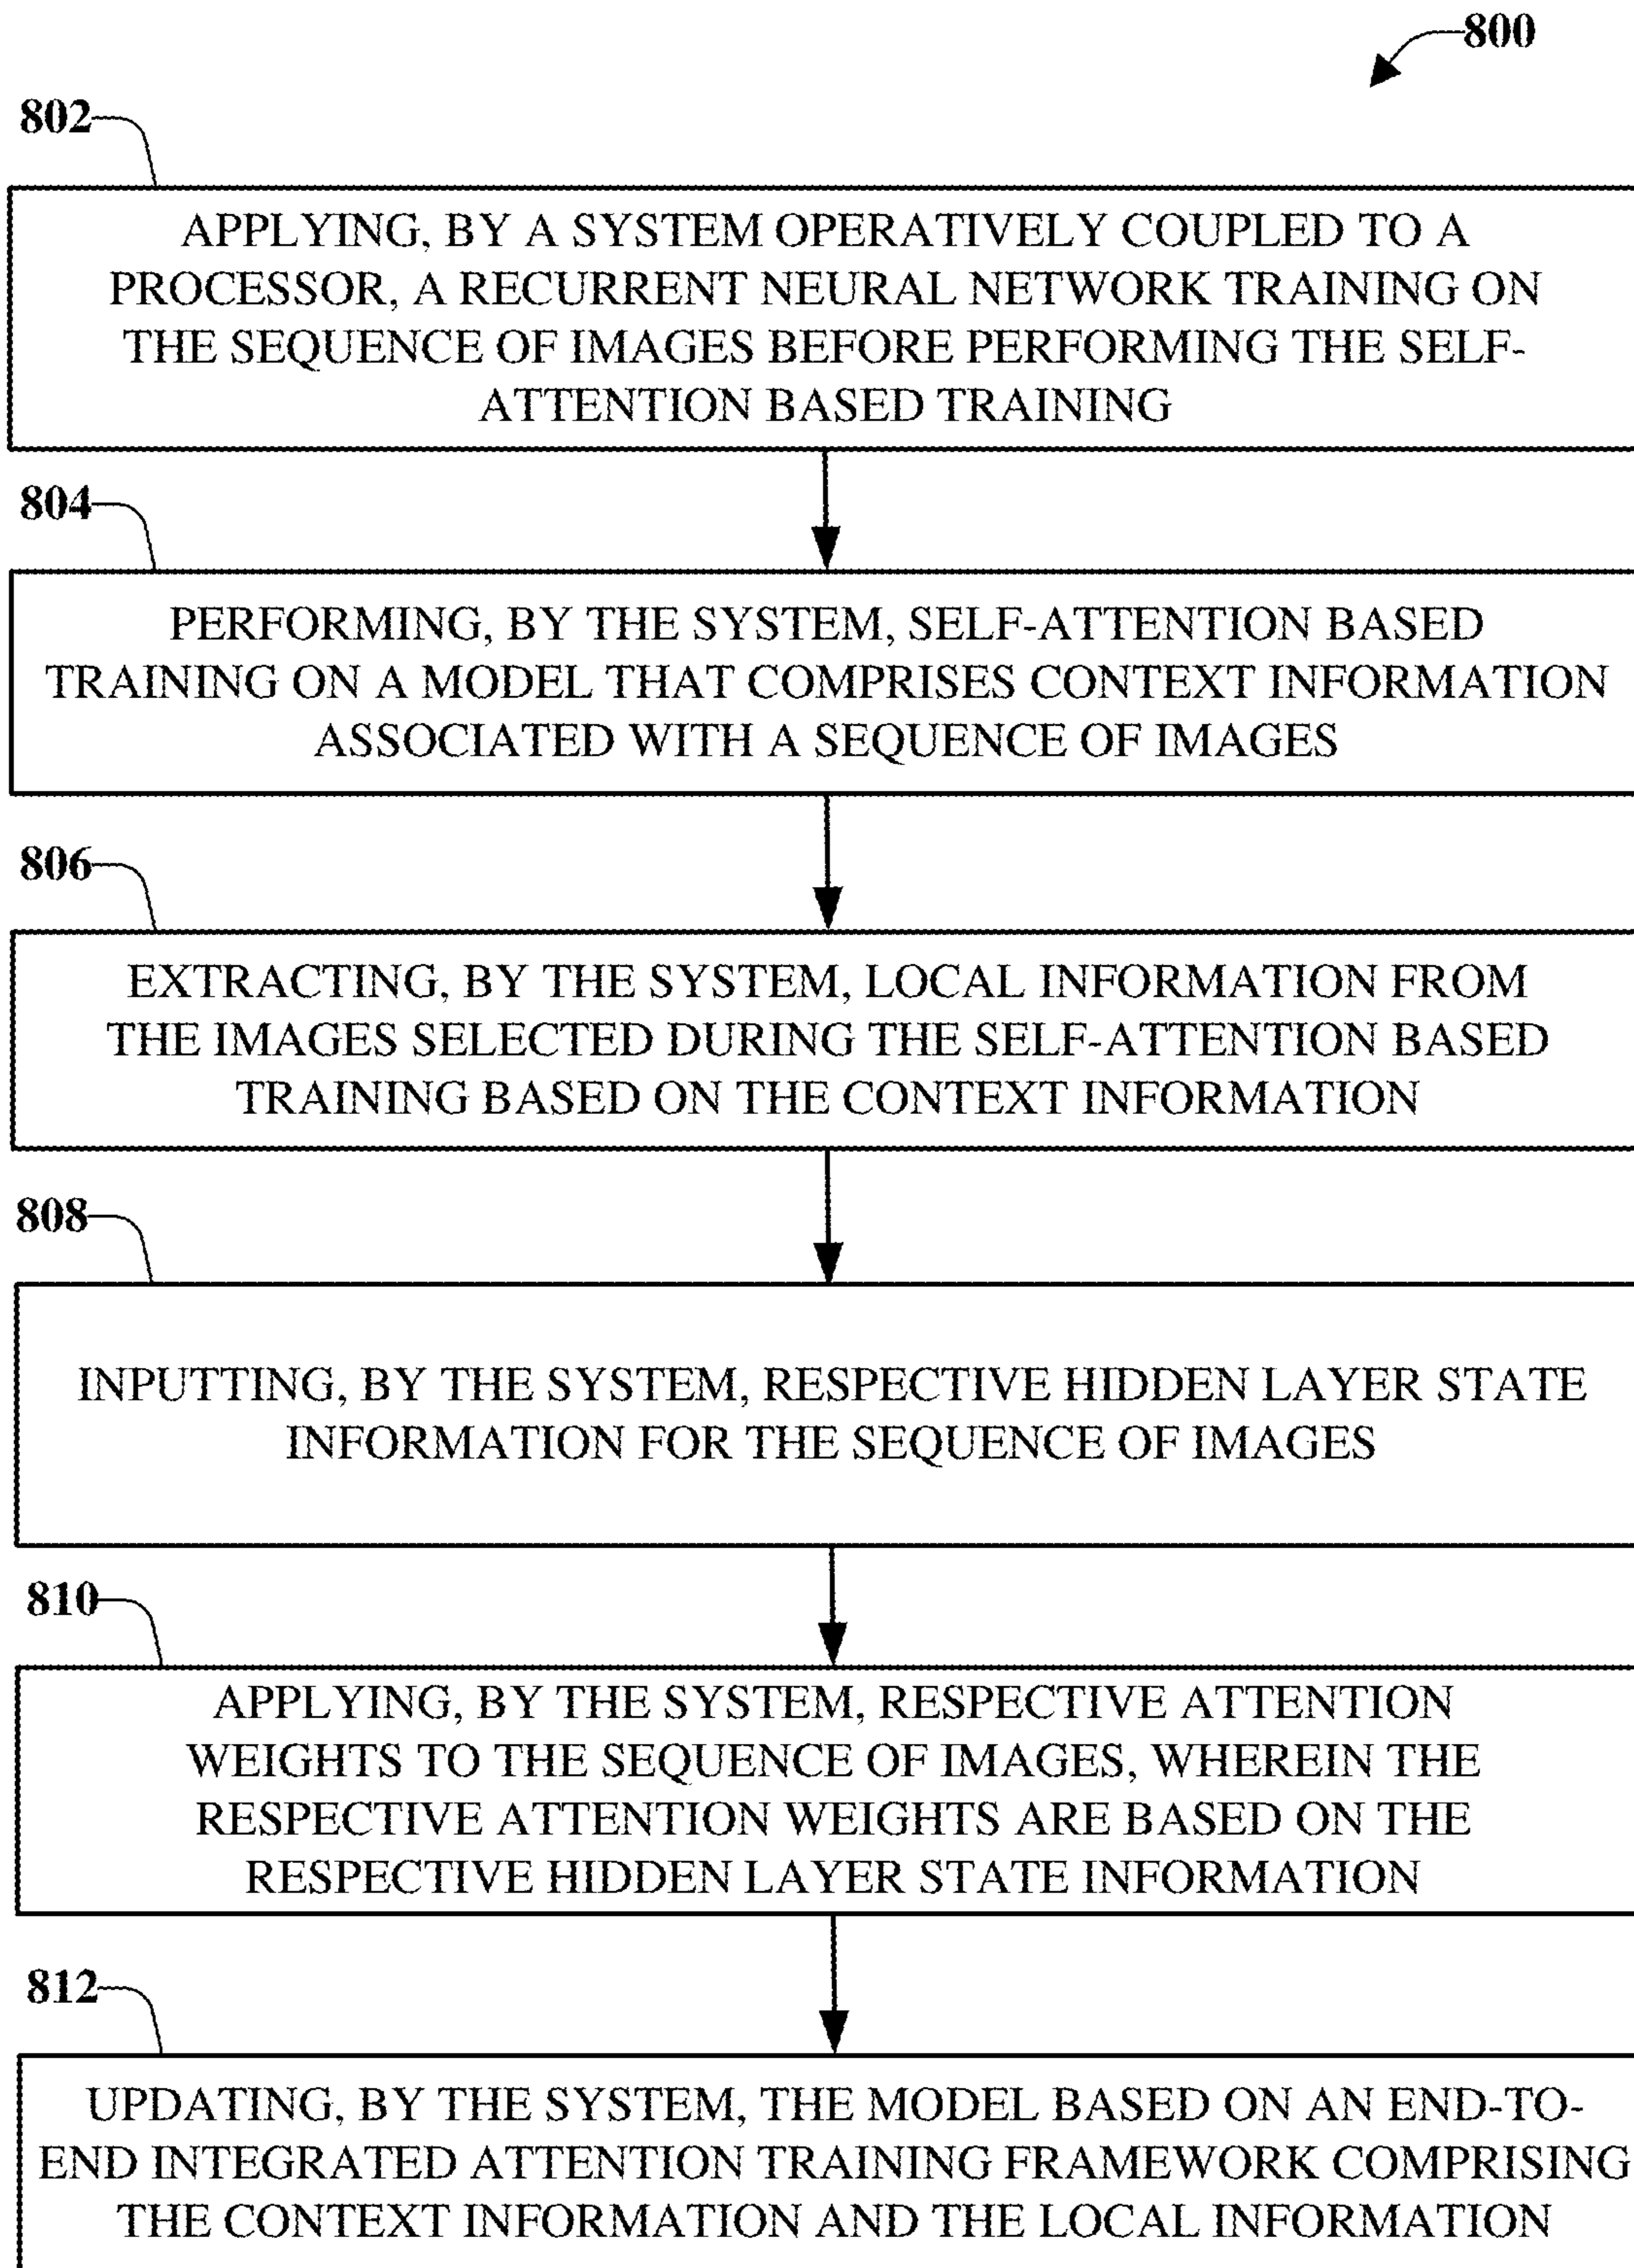 800
802
APPLYING, BY A SYSTEM OPERATIVELY COUPLED TO A
PROCESSOR, A RECURRENT NEURAL NETWORK TRAINING ON
THE SEQUENCE OF IMAGES BEFORE PERFORMING THE SELF-
ATTENTION BASED TRAINING
804
PERFORMING, BY THE SYSTEM, SELF-ATTENTION BASED
TRAINING ON A MODEL THAT COMPRISES CONTEXT INFORMATION
ASSOCIATED WITH A SEQUENCE OF IMAGES
806
EXTRACTING, BY THE SYSTEM, LOCAL INFORMATION FROM
THE IMAGES SELECTED DURING THE SELF-ATTENTION BASED
TRAINING BASED ON THE CONTEXT INFORMATION
808
INPUTTING, BY THE SYSTEM, RESPECTIVE HIDDEN LAYER STATE
INFORMATION FOR THE SEQUENCE OF IMAGES
810
APPLYING, BY THE SYSTEM, RESPECTIVE ATTENTION
WEIGHTS TO THE SEQUENCE OF IMAGES, WHEREIN THE
RESPECTIVE ATTENTION WEIGHTS ARE BASED ON THE
RESPECTIVE HIDDEN LAYER STATE INFORMATION
812
UPDATING, BY THE SYSTEM, THE MODEL BASED ON AN END-TO-
END INTEGRATED ATTENTION TRAINING FRAMEWORK COMPRISING
THE CONTEXT INFORMATION AND THE LOCAL INFORMATION